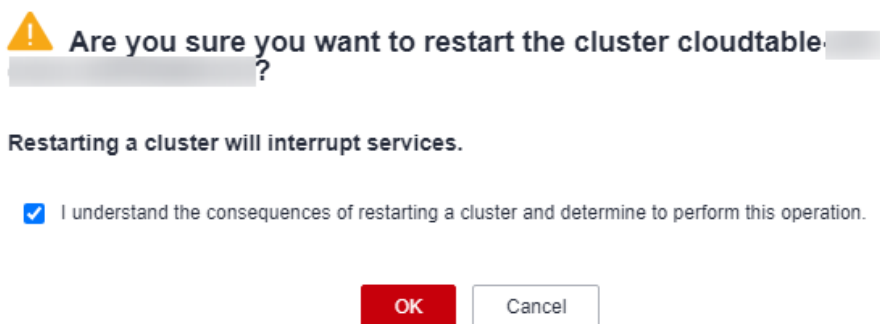 Are you sure you want to restart the cluster cloudtable-
?
Restarting a cluster will interrupt services.
I understand the consequences of restarting a cluster and determine to perform this operation.
OK Cancel